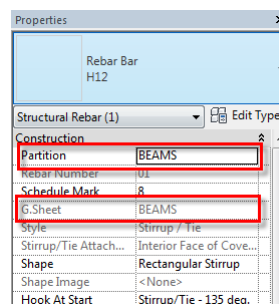 Properties
Rebar Bar
H12
Structural Rebar (1) Edit Type
Construction
Partition BEAMS
Rebar Number 01
Schedule Mark 8
G.Sheet BEAMS
Style Stirrup / Tie
Stirrup/Tie Attach... Interior Face of Cove...
Shape Rectangular Stirrup
Shape Image <None>
Hook At Start Stirrup/Tie - 135 deg.